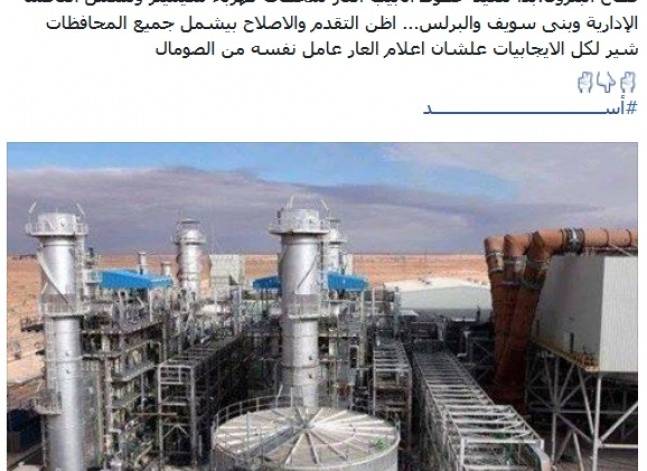 الإدارية وبنى سويف والبرلس... اظن التقدم والاصلاح بيشمل جميع المحافظات
شير لكل الايجابيات علشان اعلام العار عامل نفسه من الصومال
#أســـــــــــــــــــــــــــد